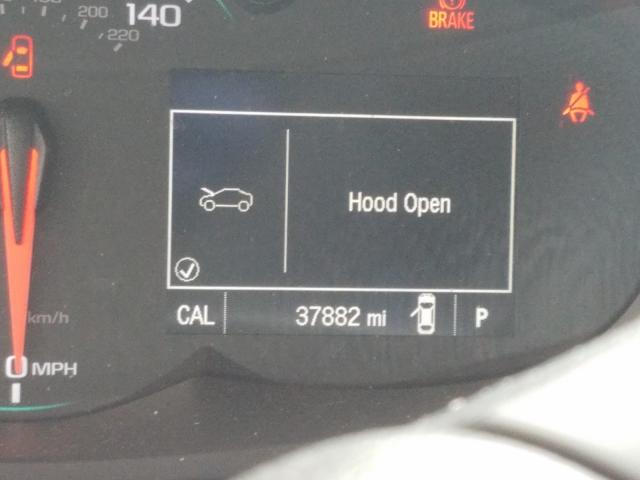 200
140
220
BRAKE
Hood Open
CAL 37882 mi P
km/h
0 MPH